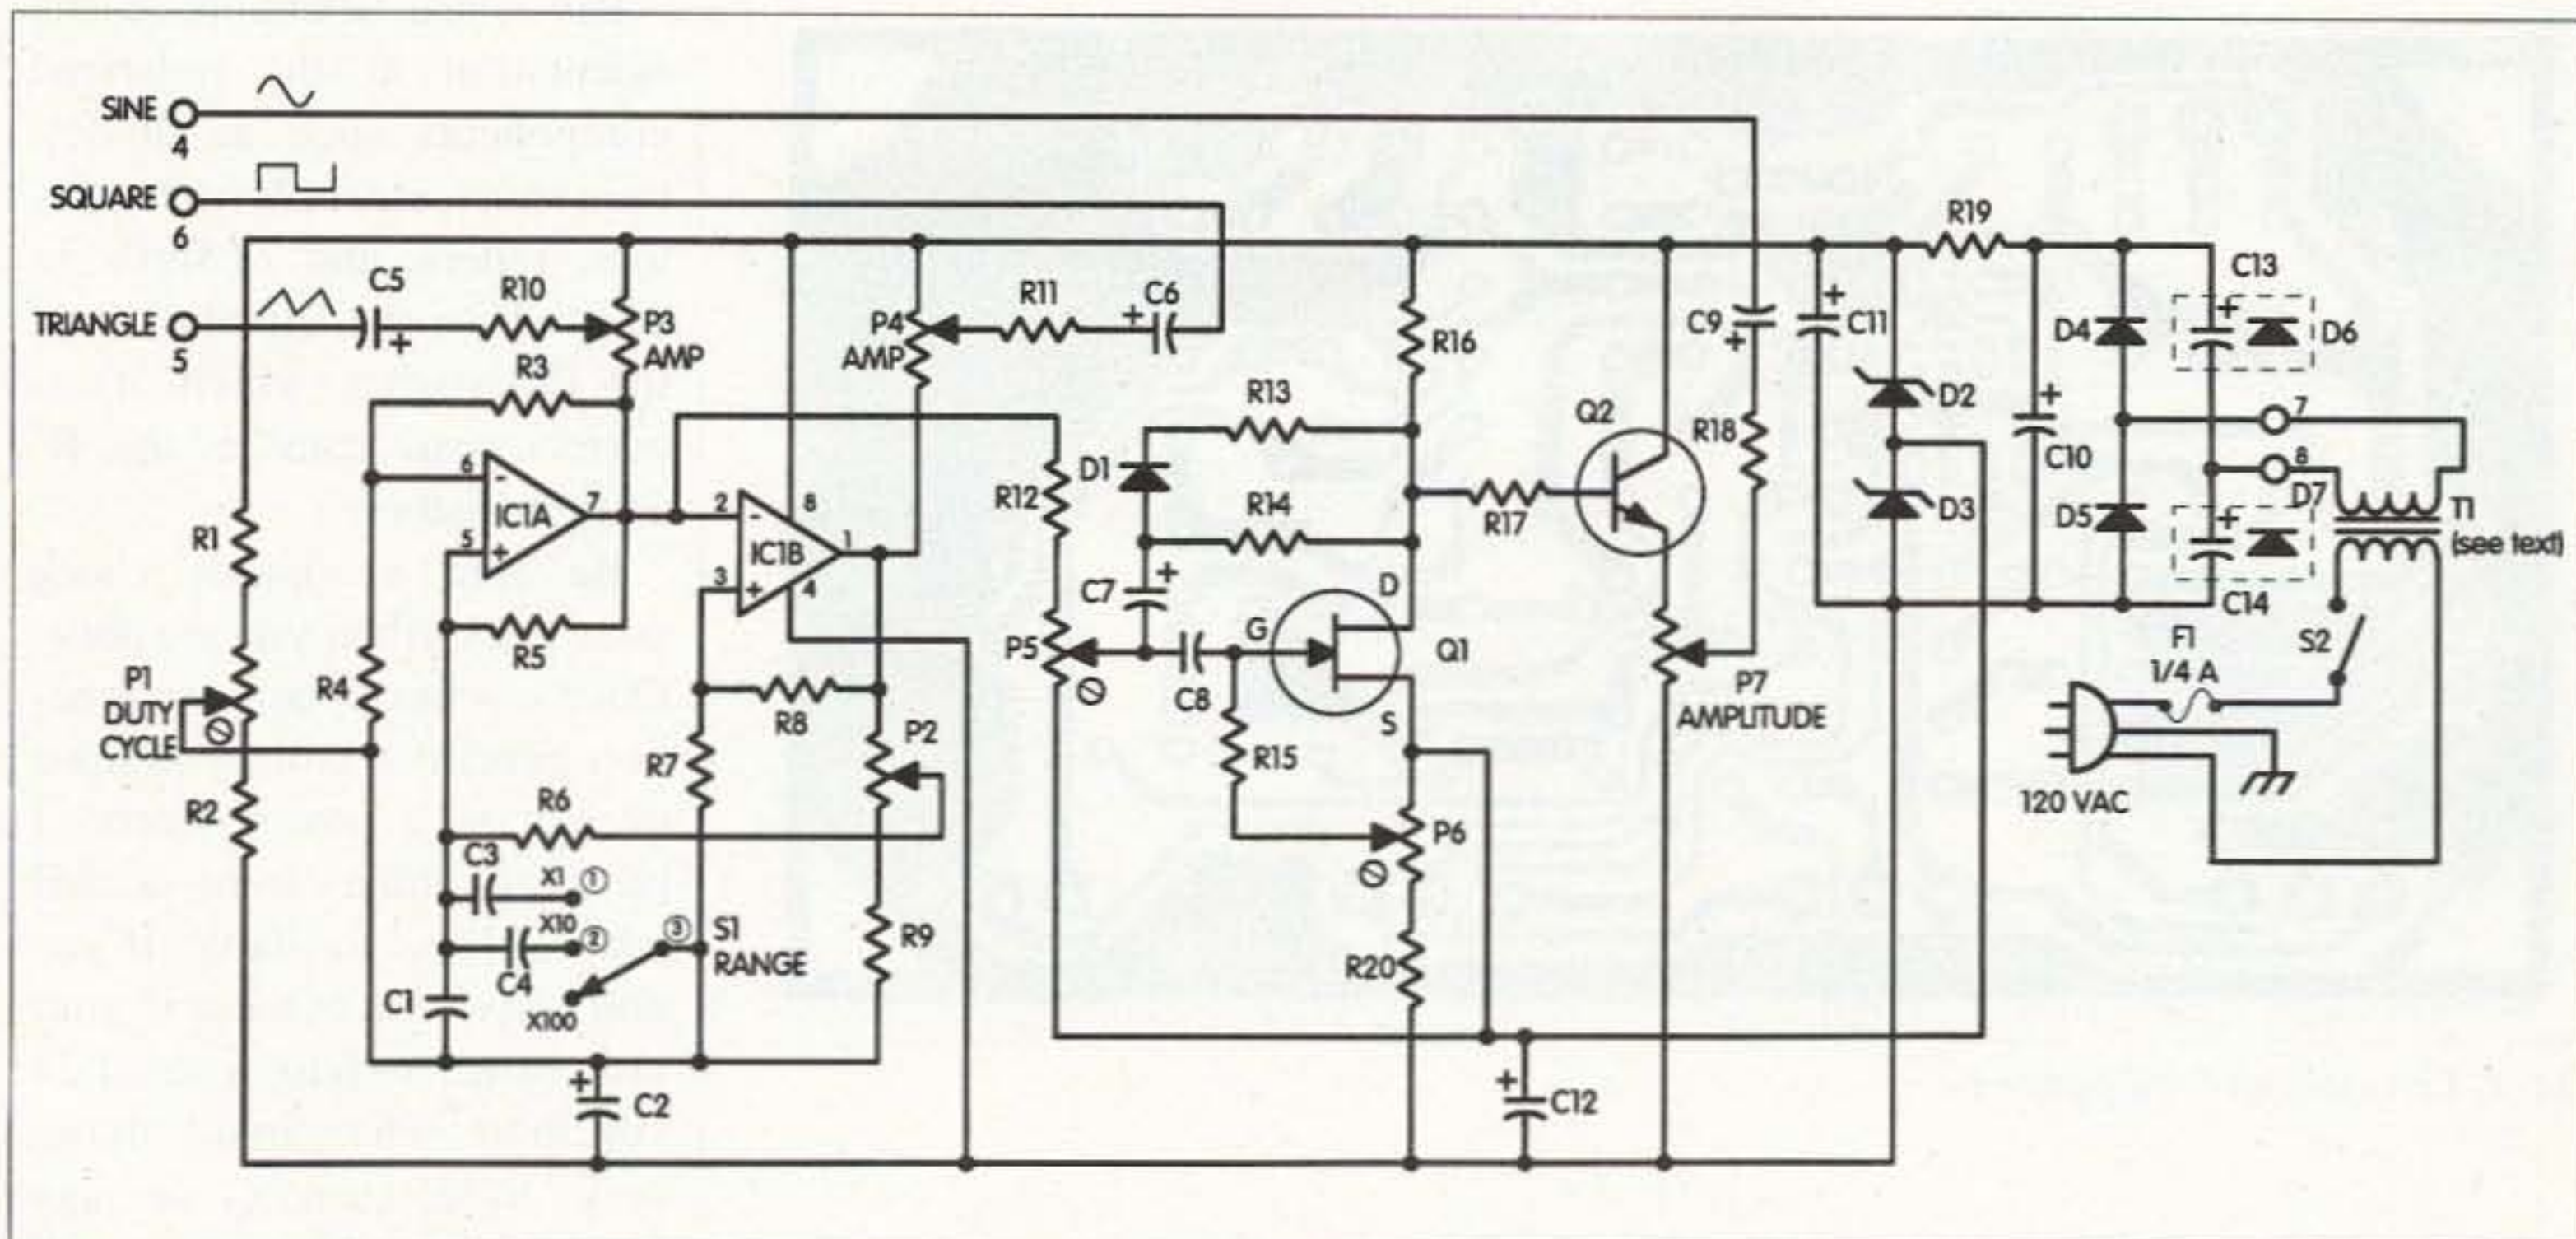 SINE
4
SQUARE
6
TRIANGLE
5
C5
+
R10
P3
AMP
R3
P4
AMP
R11
+
C6
R19
C13
+
D6
C9
+
+
C11
D4
R16
R13
Q2
R18
D2
+
C10
7
8
D7
R1
6
-
5
+
IC1A
7
2
-
3
+
8
4
IC1B
1
R12
D1
R14
R17
D3
D5
+
T1
(see text)
C14
R5
R4
P1
DUTY
CYCLE
R2
R8
R7
P2
R6
P5
C7
+
C8
G
D
S
Q1
R15
P6
P7
AMPLITUDE
F1
1/4 A
S2
120 VAC
C3
X1 ①
X10 ②
C4
③
S1
RANGE
X100
C1
R9
R20
+
C2
+
C12